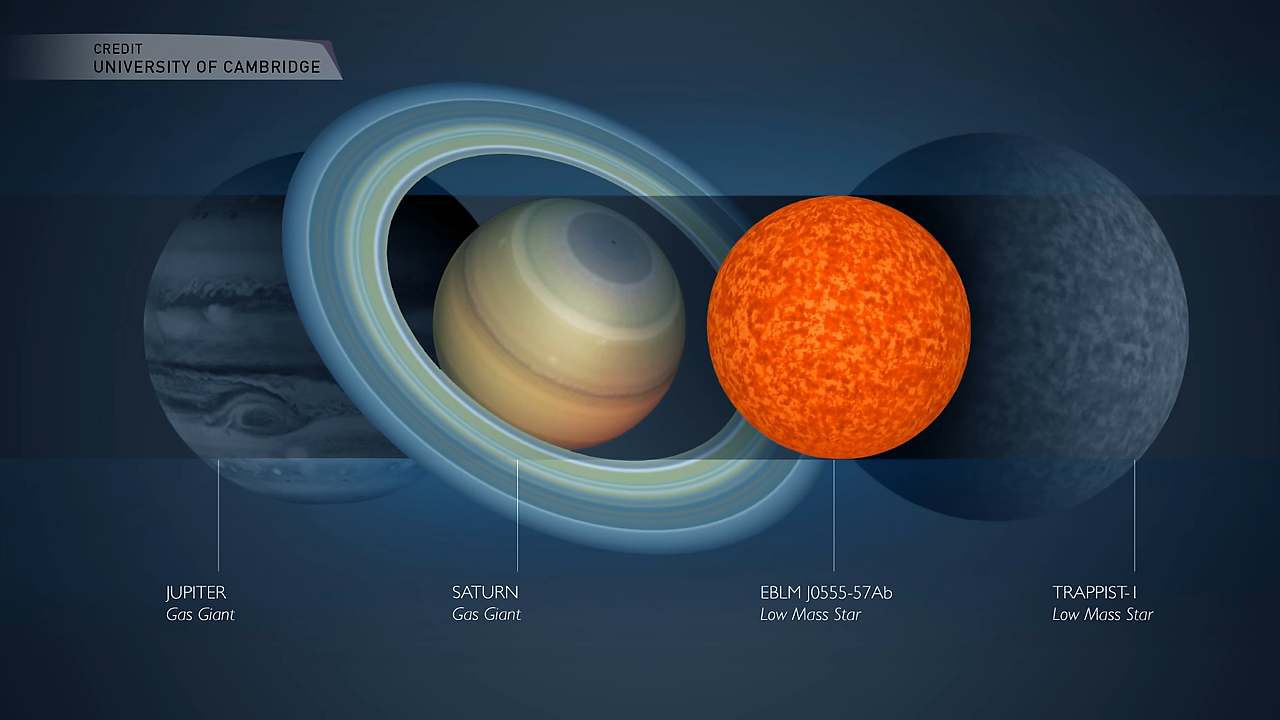 CREDIT
UNIVERSITY OF CAMBRIDGE
JUPITER
Gas Giant
SATURN
Gas Giant
EBLM J0555-57Ab
Low Mass Star
TRAPPIST-1
Low Mass Star